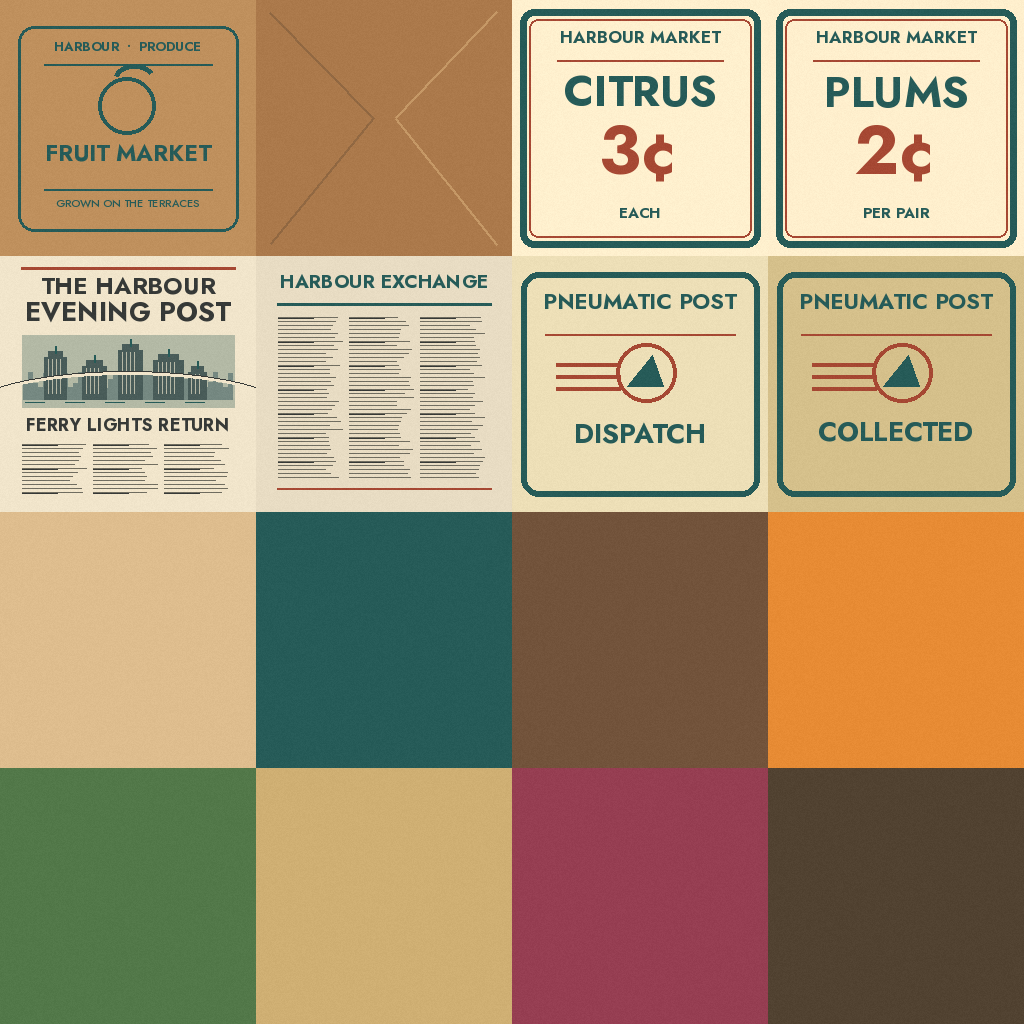 HARBOUR · PRODUCE
FRUIT MARKET
GROWN ON THE TERRACES
HARBOUR MARKET
CITRUS
3¢
EACH
HARBOUR MARKET
PLUMS
2¢
PER PAIR
THE HARBOUR
EVENING POST
FERRY LIGHTS RETURN
HARBOUR EXCHANGE
PNEUMATIC POST
DISPATCH
PNEUMATIC POST
COLLECTED